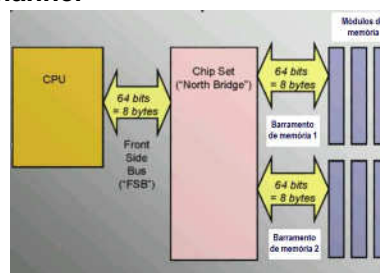 CPU
64 bits
= 8 bytes
Front
Side
Bus
("FSB")
Chip Set
("North Bridge")
64 bits
= 8 bytes
Barramento
de memória 1
64 bits
= 8 bytes
Barramento
de memória 2
Módulos d
memória